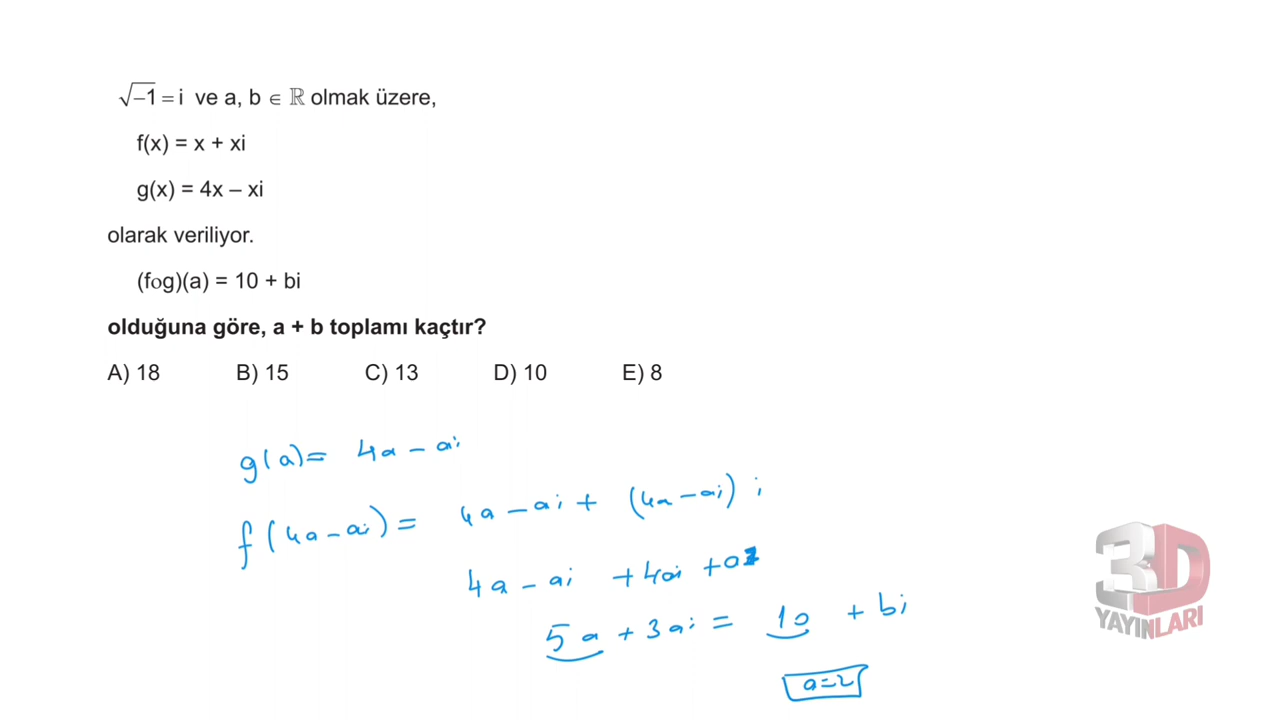 √-1 = i ve a, b ∈ ℝ olmak üzere,
f(x) = x + xi
g(x) = 4x – xi
olarak veriliyor.
(fog)(a) = 10 + bi
olduğuna göre, a + b toplamı kaçtır?
A) 18 B) 15 C) 13 D) 10 E) 8
g(a) = 4a - ai
f(4a - ai) = 4a - ai + (4a - ai) i
4a - ai + 4ai + a
5a + 3ai = 10 + bi
a=2
3D
YAYINLARI